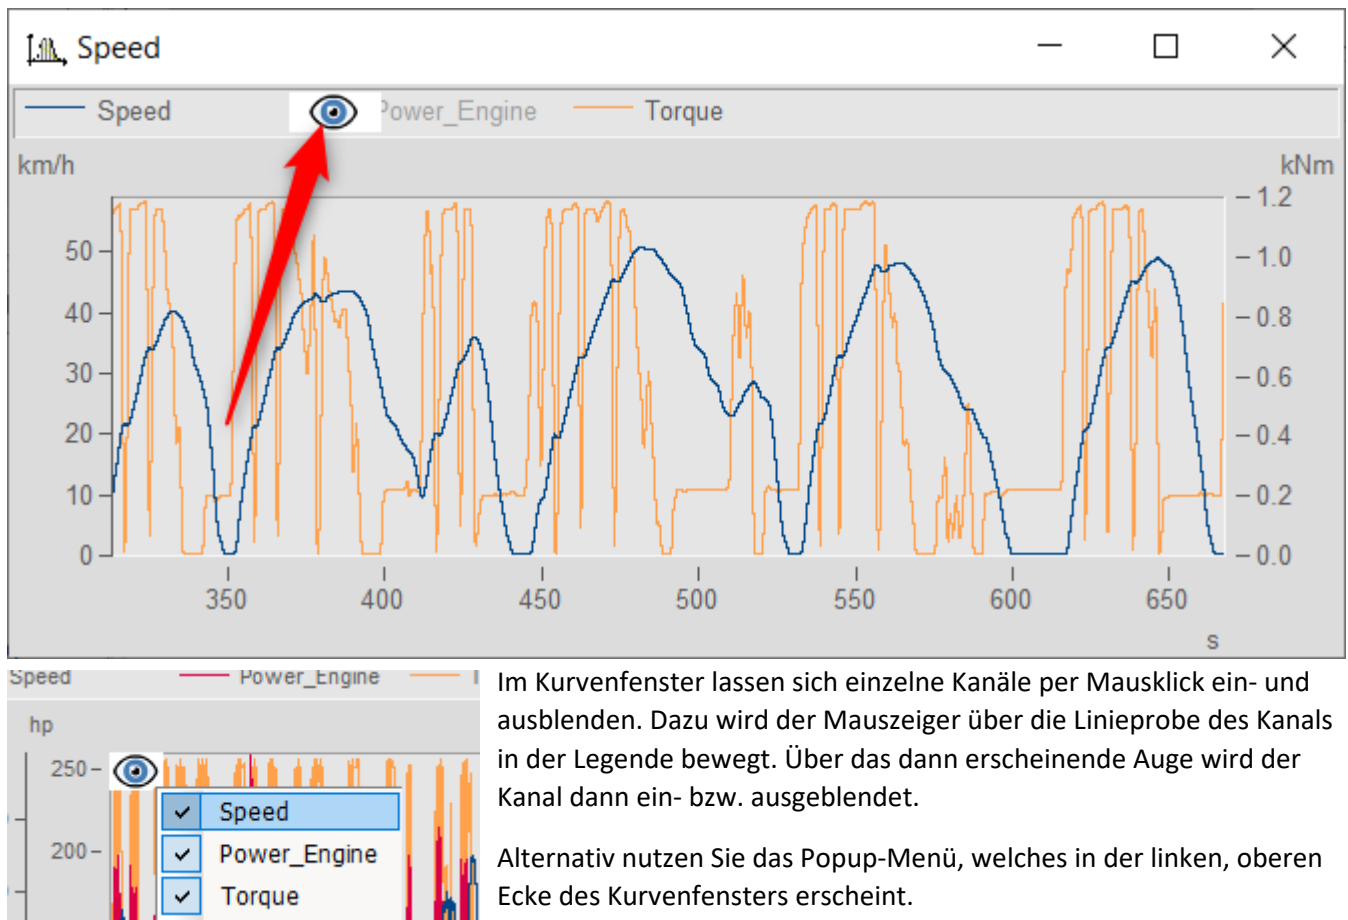 Speed
Speed Power_Engine Torque
km/h kNm
50
40
30
20
10
0
1.2
1.0
0.8
0.6
0.4
0.2
0.0
350 400 450 500 550 600 650
s
Speed Power_Engine
hp
250
200
Speed
Power_Engine
Torque
Im Kurvenfenster lassen sich einzelne Kanäle per Mausklick ein- und
ausblenden. Dazu wird der Mauszeiger über die Linieprobe des Kanals
in der Legende bewegt. Über das dann erscheinende Auge wird der
Kanal dann ein- bzw. ausgeblendet.
Alternativ nutzen Sie das Popup-Menü, welches in der linken, oberen
Ecke des Kurvenfensters erscheint.